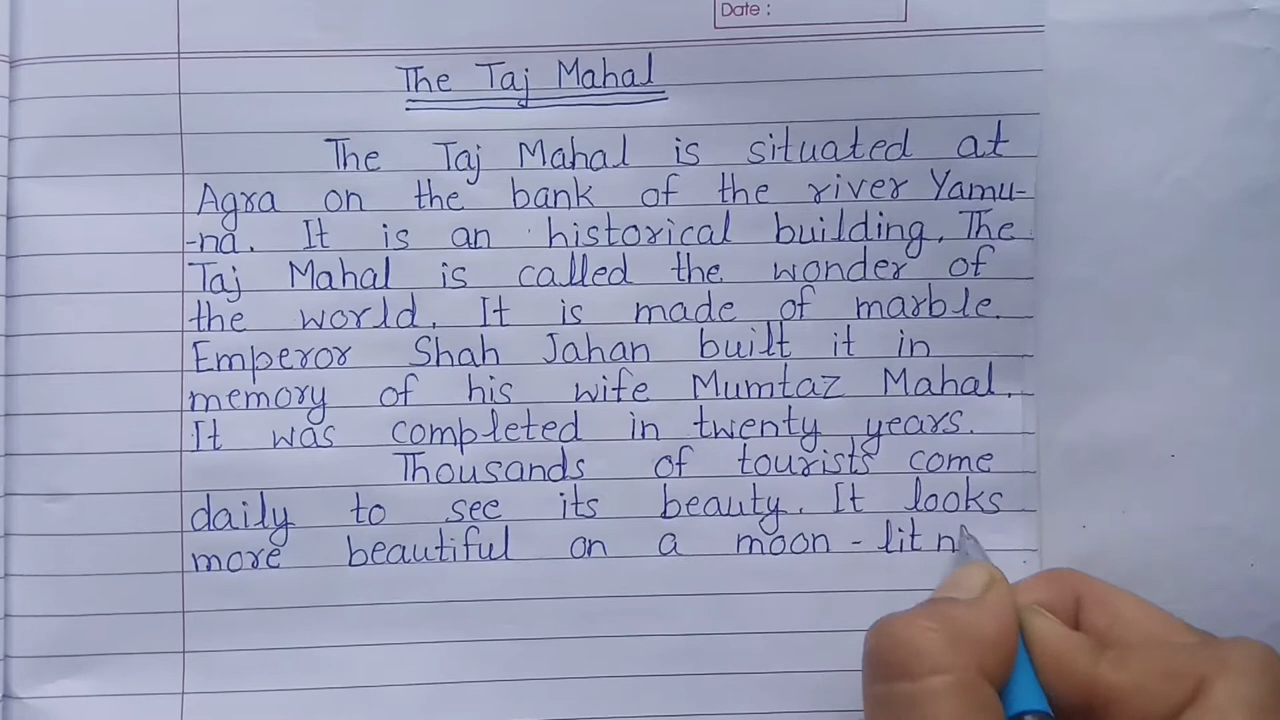 Date :
The Taj Mahal
The Taj Mahal is situated at
Agra on the bank of the river Yamu-
-na. It is an historical building. The
Taj Mahal is called the wonder of
the world. It is made of marble.
Emperor Shah Jahan built it in
memory of his wife Mumtaz Mahal.
It was completed in twenty years.
Thousands of tourists come
daily to see its beauty. It looks
more beautiful on a moon - lit